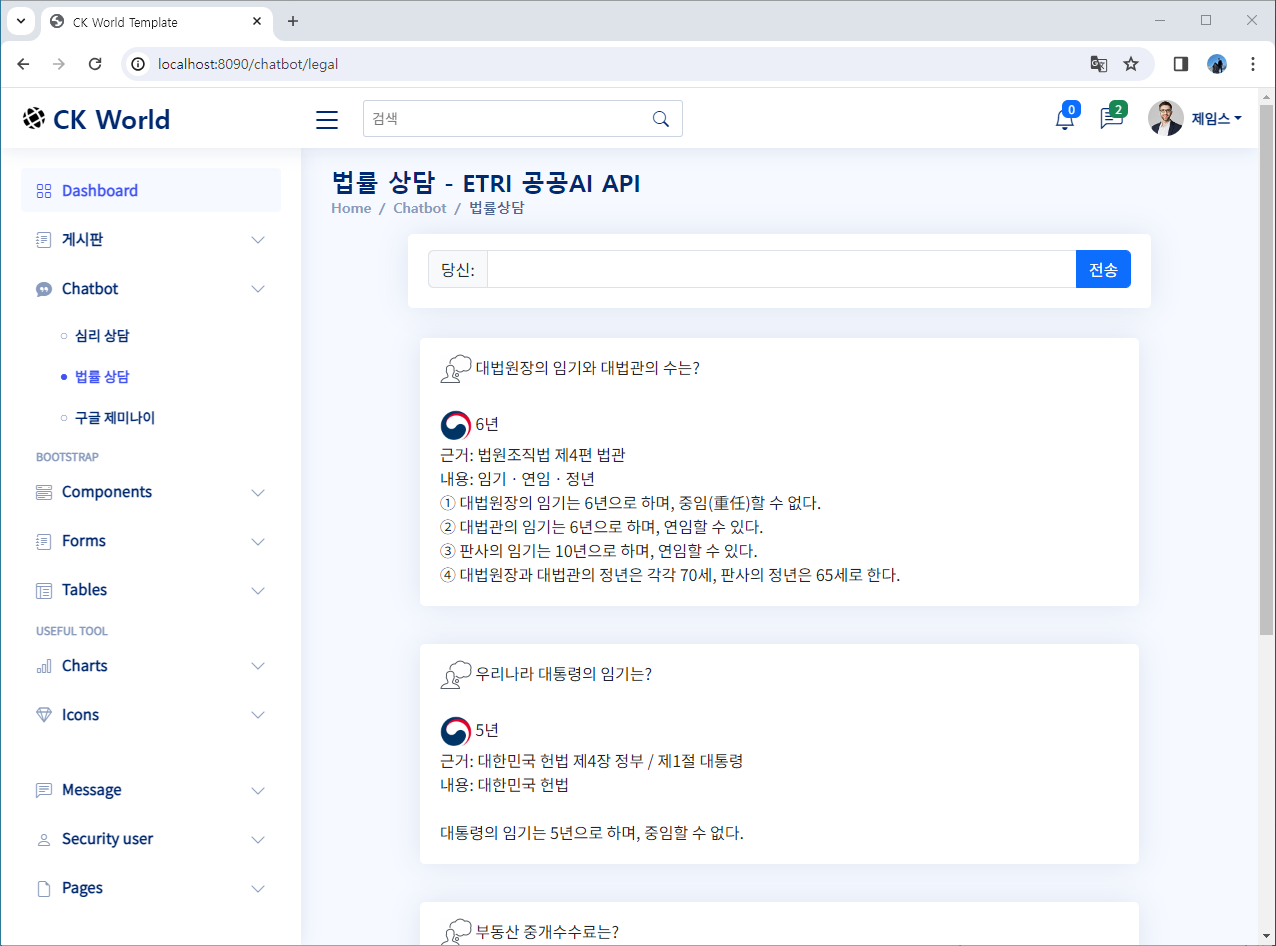 CK World Template
localhost:8090/chatbot/legal
CK World
검색
0
2
제임스
Dashboard
게시판
Chatbot
심리 상담
법률 상담
구글 제미나이
BOOTSTRAP
Components
Forms
Tables
USEFUL TOOL
Charts
Icons
Message
Security user
Pages
법률 상담 - ETRI 공공AI API
Home / Chatbot / 법률상담
당신:
전송
대법원장의 임기와 대법관의 수는?
6년
근거: 법원조직법 제4편 법관
내용: 임기ㆍ연임ㆍ정년
① 대법원장의 임기는 6년으로 하며, 중임(重任)할 수 없다.
② 대법관의 임기는 6년으로 하며, 연임할 수 있다.
③ 판사의 임기는 10년으로 하며, 연임할 수 있다.
④ 대법원장과 대법관의 정년은 각각 70세, 판사의 정년은 65세로 한다.
우리나라 대통령의 임기는?
5년
근거: 대한민국 헌법 제4장 정부 / 제1절 대통령
내용: 대한민국 헌법
대통령의 임기는 5년으로 하며, 중임할 수 없다.
부동산 중개수수료는?